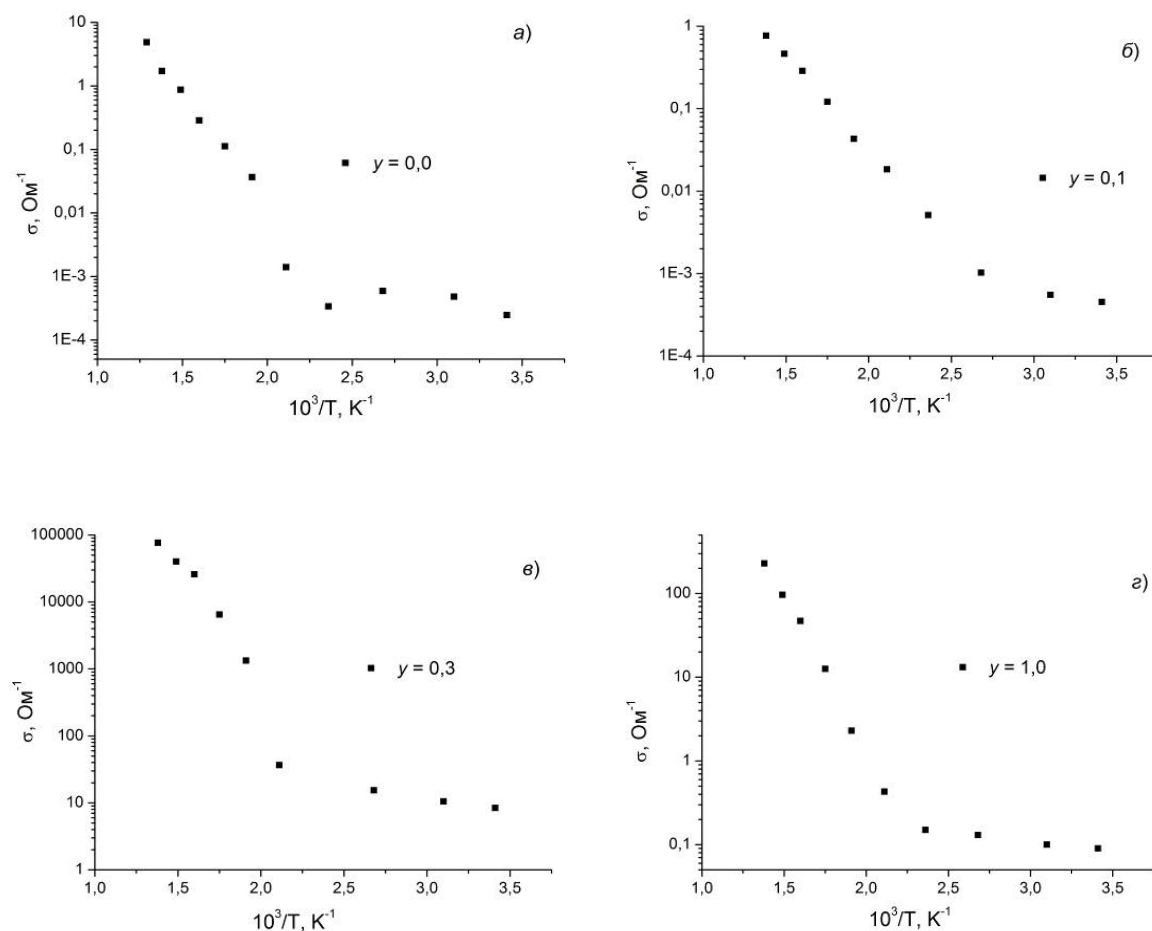 а)
10
1
0,1
0,01
1E-3
1E-4
σ, Ом⁻¹
y = 0,0
1,0 1,5 2,0 2,5 3,0 3,5
10³/T, K⁻¹
б)
1
0,1
0,01
1E-3
1E-4
σ, Ом⁻¹
y = 0,1
1,0 1,5 2,0 2,5 3,0 3,5
10³/T, K⁻¹
в)
100000
10000
1000
100
10
1
σ, Ом⁻¹
y = 0,3
1,0 1,5 2,0 2,5 3,0 3,5
10³/T, K⁻¹
г)
100
10
1
0,1
σ, Ом⁻¹
y = 1,0
1,0 1,5 2,0 2,5 3,0 3,5
10³/T, K⁻¹